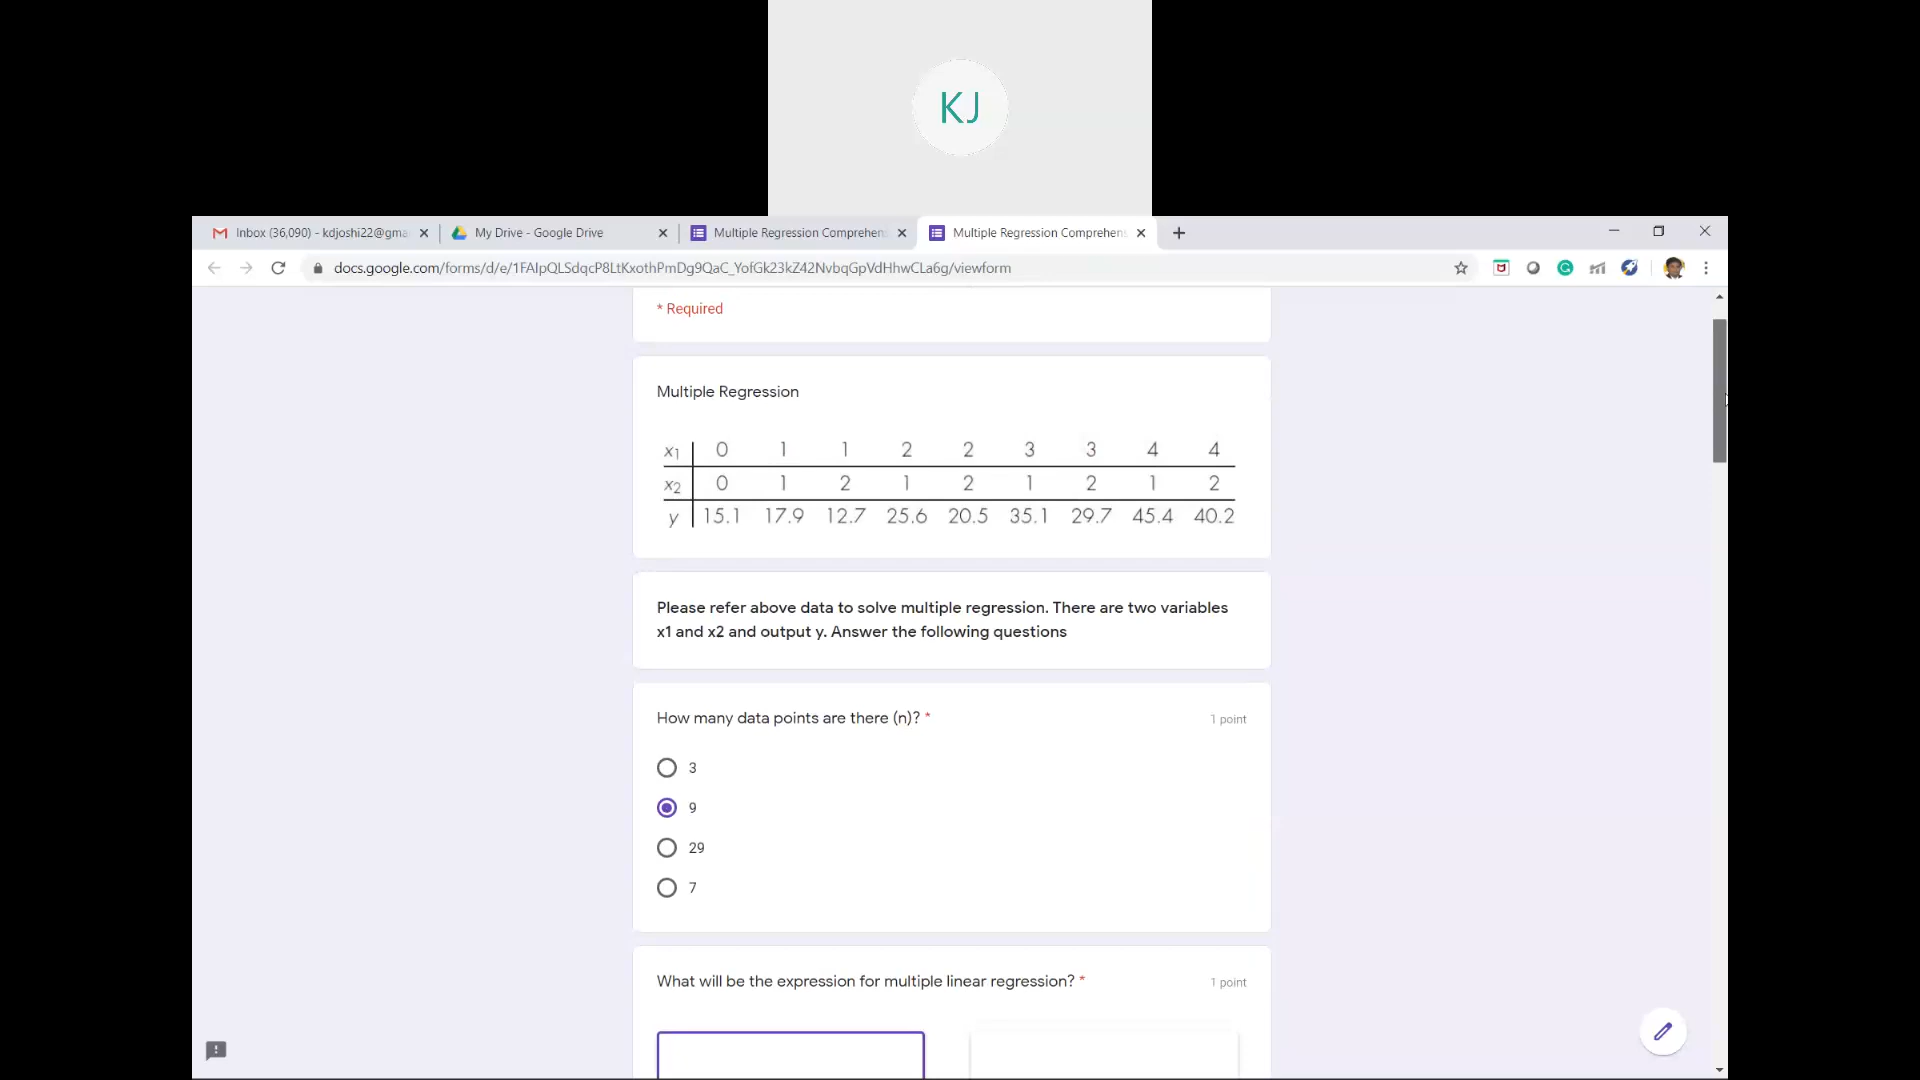 KJ
Inbox (36,090) - kdjoshi22@gma
My Drive - Google Drive
Multiple Regression Comprehen
Multiple Regression Comprehen
docs.google.com/forms/d/e/1FAIpQLSdqcP8LtKxothPmDg9QaC_YofGk23kZ42NvbqGpVdHhwCLa6g/viewform
* Required
Multiple Regression
x1 0 1 1 2 2 3 3 4 4
x2 0 1 2 1 2 1 2 1 2
y 15.1 17.9 12.7 25.6 20.5 35.1 29.7 45.4 40.2
Please refer above data to solve multiple regression. There are two variables
x1 and x2 and output y. Answer the following questions
How many data points are there (n)? *
1 point
3
9
29
7
What will be the expression for multiple linear regression? *
1 point